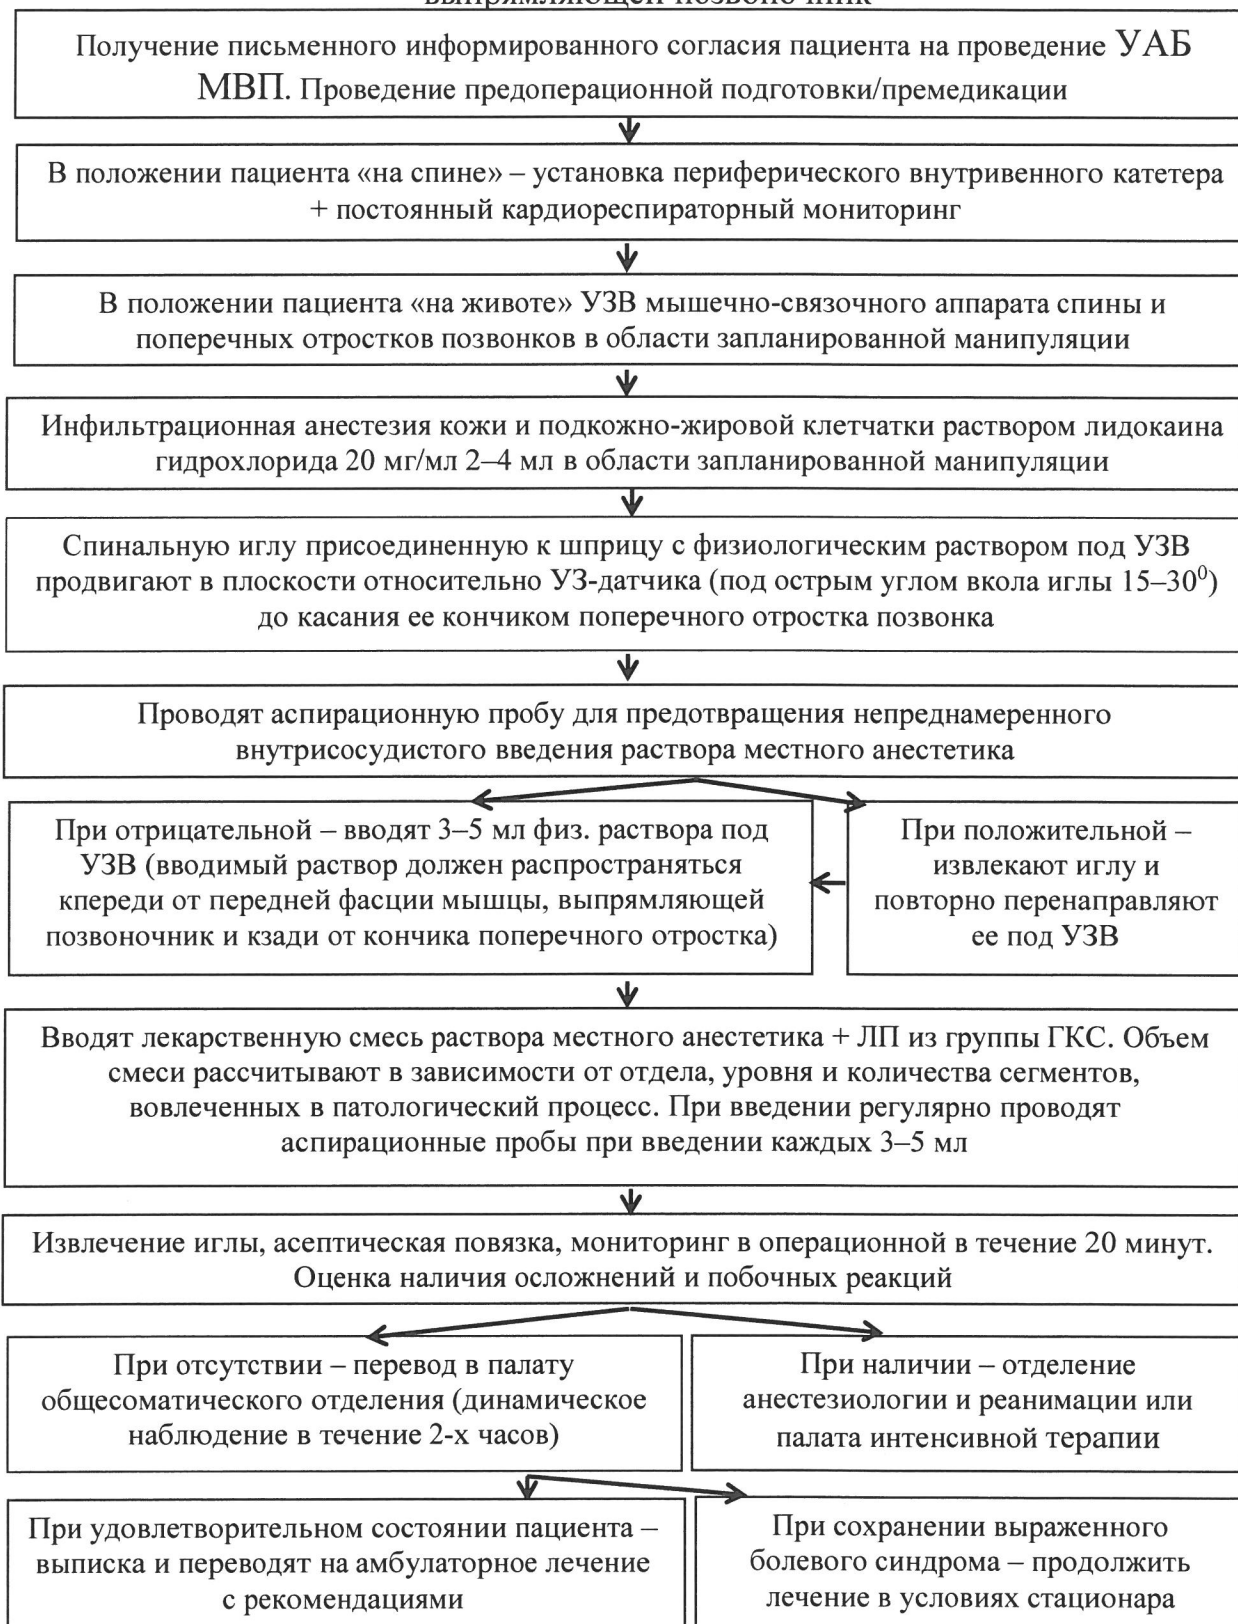 выпрямляющей позвоночник
Получение письменного информированного согласия пациента на проведение УАБ
МВП. Проведение предоперационной подготовки/премедикации
В положении пациента «на спине» – установка периферического внутривенного катетера
+ постоянный кардиореспираторный мониторинг
В положении пациента «на животе» УЗВ мышечно-связочного аппарата спины и
поперечных отростков позвонков в области запланированной манипуляции
Инфильтрационная анестезия кожи и подкожно-жировой клетчатки раствором лидокаина
гидрохлорида 20 мг/мл 2–4 мл в области запланированной манипуляции
Спинальную иглу присоединенную к шприцу с физиологическим раствором под УЗВ
продвигают в плоскости относительно УЗ-датчика (под острым углом вкола иглы 15–30⁰)
до касания ее кончиком поперечного отростка позвонка
Проводят аспирационную пробу для предотвращения непреднамеренного
внутрисосудистого введения раствора местного анестетика
При отрицательной – вводят 3–5 мл физ. раствора под
УЗВ (вводимый раствор должен распространяться
кпереди от передней фасции мышцы, выпрямляющей
позвоночник и кзади от кончика поперечного отростка)
При положительной –
извлекают иглу и
повторно перенаправляют
ее под УЗВ
Вводят лекарственную смесь раствора местного анестетика + ЛП из группы ГКС. Объем
смеси рассчитывают в зависимости от отдела, уровня и количества сегментов,
вовлеченных в патологический процесс. При введении регулярно проводят
аспирационные пробы при введении каждых 3–5 мл
Извлечение иглы, асептическая повязка, мониторинг в операционной в течение 20 минут.
Оценка наличия осложнений и побочных реакций
При отсутствии – перевод в палату
общесоматического отделения (динамическое
наблюдение в течение 2-х часов)
При наличии – отделение
анестезиологии и реанимации или
палата интенсивной терапии
При удовлетворительном состоянии пациента –
выписка и переводят на амбулаторное лечение
с рекомендациями
При сохранении выраженного
болевого синдрома – продолжить
лечение в условиях стационара